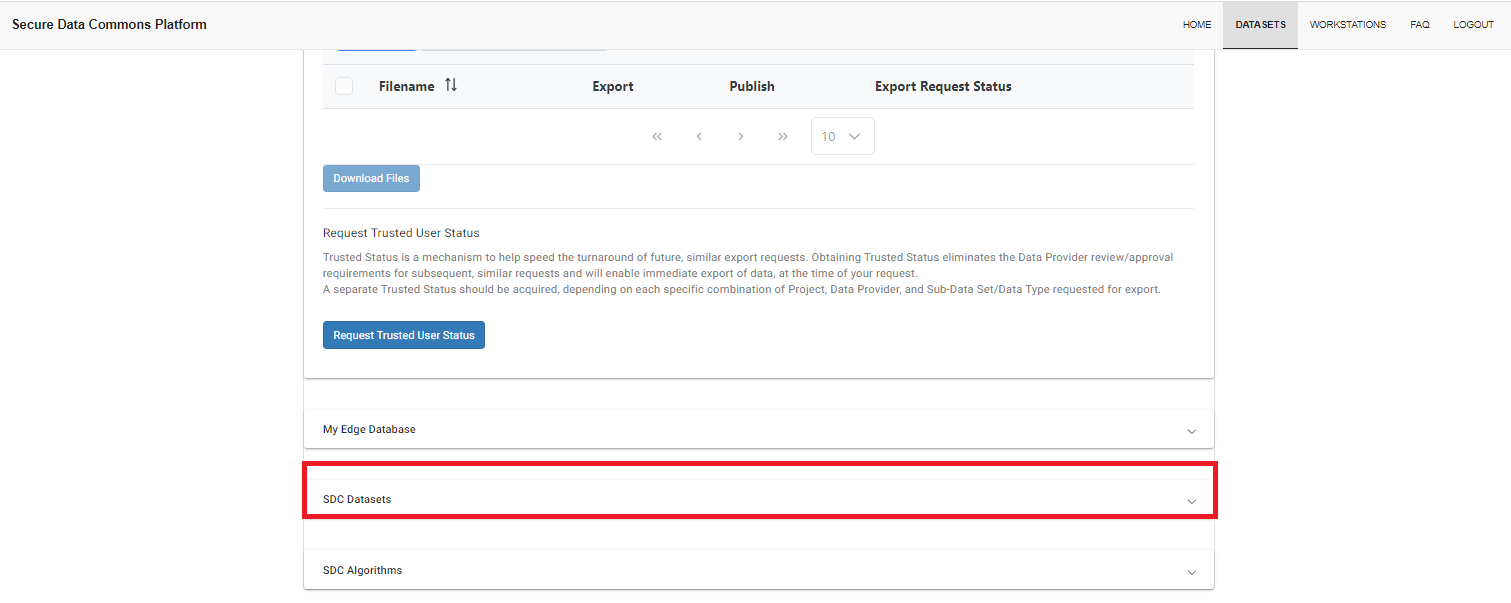 Secure Data Commons Platform
HOME
DATASETS
WORKSTATIONS
FAQ
LOGOUT
Filename
Export
Publish
Export Request Status
10
Download Files
Request Trusted User Status
Trusted Status is a mechanism to help speed the turnaround of future, similar export requests. Obtaining Trusted Status eliminates the Data Provider review/approval
requirements for subsequent, similar requests and will enable immediate export of data, at the time of your request.
A separate Trusted Status should be acquired, depending on each specific combination of Project, Data Provider, and Sub-Data Set/Data Type requested for export.
Request Trusted User Status
My Edge Database
SDC Datasets
SDC Algorithms